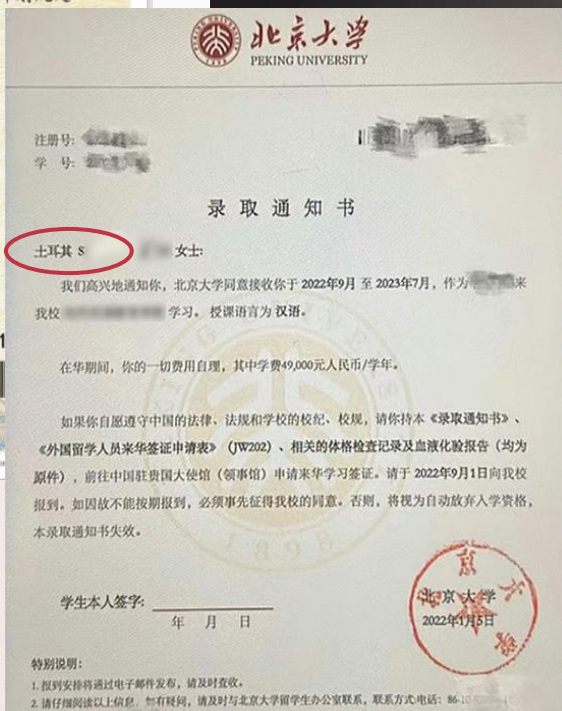 北京大学
PEKING UNIVERSITY
注册号:
学 号:
录取通知书
土耳其 S
女士:
我们高兴地通知你，北京大学同意接收你于 2022年9月 至 2023年7月，作为 来
我校 学习。 授课语言为 汉语。
在华期间，你的一切费用自理，其中学费49,000元人民币/学年。
如果你自愿遵守中国的法律、法规和学校的校纪、校规，请你持本《录取通知书》、
《外国留学人员来华签证申请表》（JW202）、相关的体格检查记录及血液化验报告（均为
原件），前往中国驻贵国大使馆（领事馆）申请来华学习签证。请于 2022年9月1日向我校
报到。如因故不能按期报到，必须事先征得我校的同意。否则，将视为自动放弃入学资格，
本录取通知书失效。
1898
学生本人签字:
年 月 日
北京大学
北京大学
2022年1月5日
特别说明：
1. 报到安排将通过电子邮件发布，请及时查收。
2. 请仔细阅读以上信息，如有疑问，请及时与北京大学留学生办公室联系，联系方式:电话：86-10